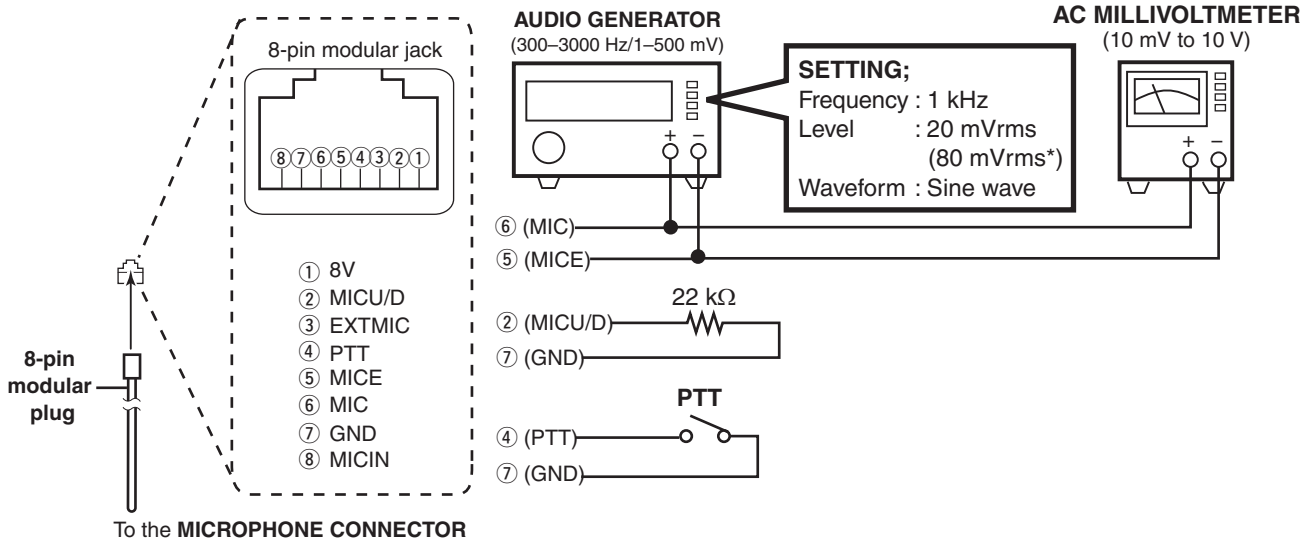 8-pin modular jack
⑧⑦⑥⑤④③②①
① 8V
② MICU/D
③ EXTMIC
④ PTT
⑤ MICE
⑥ MIC
⑦ GND
⑧ MICIN
8-pin
modular
plug
To the MICROPHONE CONNECTOR
AUDIO GENERATOR
(300–3000 Hz/1–500 mV)
+ –
SETTING;
Frequency : 1 kHz
Level : 20 mVrms
(80 mVrms*)
Waveform : Sine wave
AC MILLIVOLTMETER
(10 mV to 10 V)
+ –
⑥ (MIC)
⑤ (MICE)
22 kΩ
② (MICU/D)
⑦ (GND)
PTT
④ (PTT)
⑦ (GND)